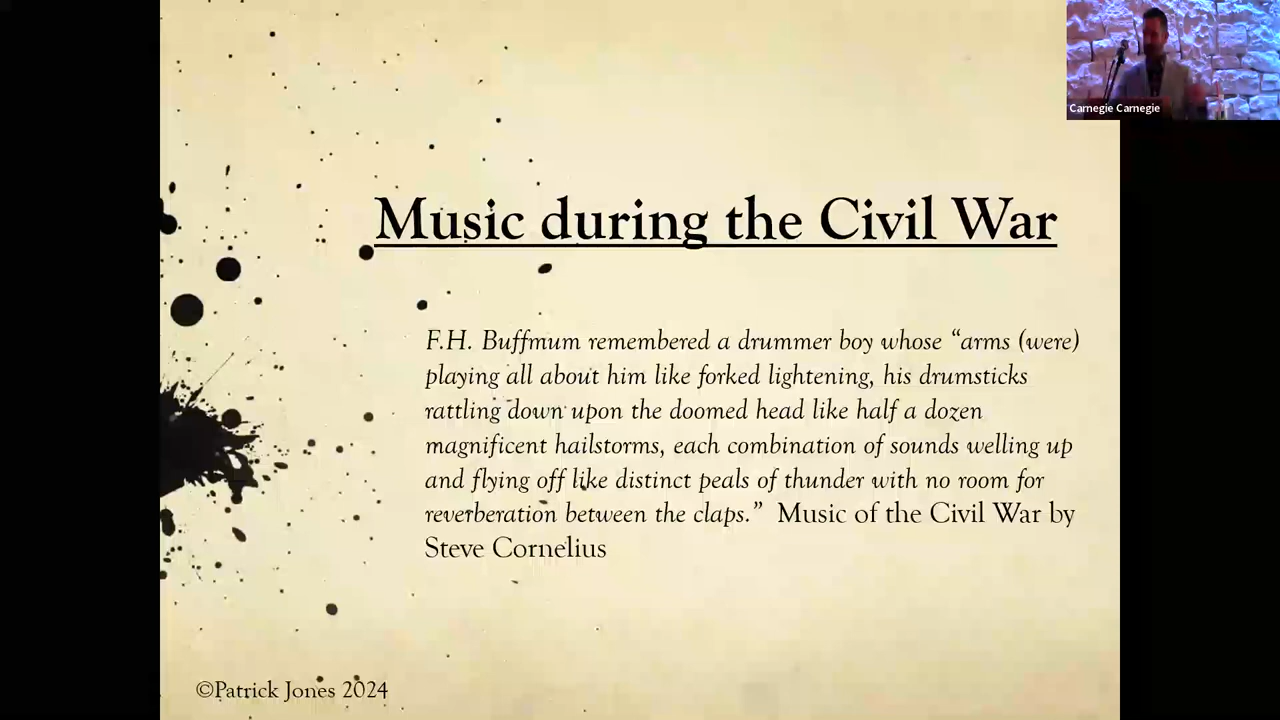 Carnegie Carnegie
Music during the Civil War
F.H. Buffmum remembered a drummer boy whose “arms (were)
playing all about him like forked lightening, his drumsticks
rattling down upon the doomed head like half a dozen
magnificent hailstorms, each combination of sounds welling up
and flying off like distinct peals of thunder with no room for
reverberation between the claps.” Music of the Civil War by
Steve Cornelius
©Patrick Jones 2024